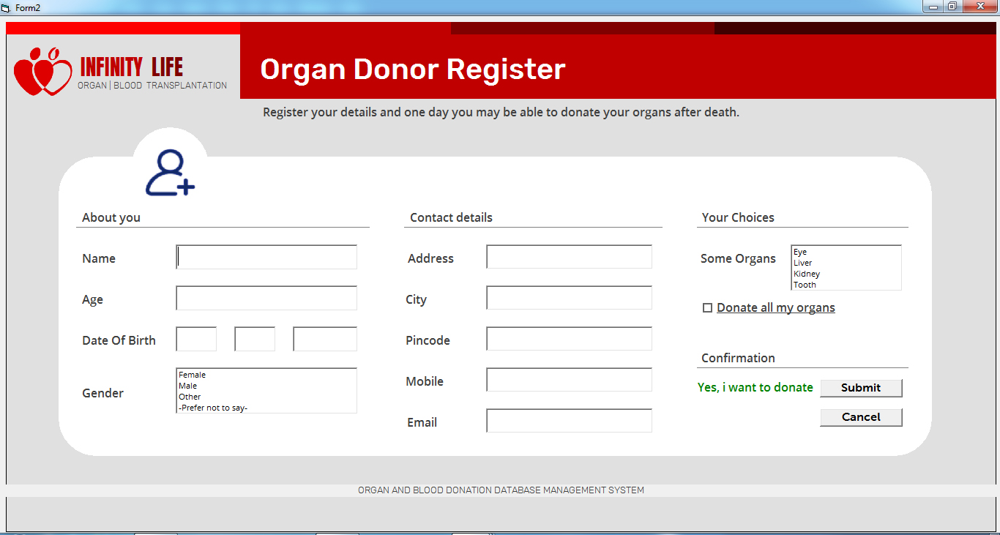 Form2
INFINITY LIFE
ORGAN | BLOOD TRANSPLANTATION
Organ Donor Register
Register your details and one day you may be able to donate your organs after death.
About you
Name
Age
Date Of Birth
Gender
Female
Male
Other
-Prefer not to say-
Contact details
Address
City
Pincode
Mobile
Email
Your Choices
Some Organs
Eye
Liver
Kidney
Tooth
Donate all my organs
Confirmation
Yes, i want to donate
Submit
Cancel
ORGAN AND BLOOD DONATION DATABASE MANAGEMENT SYSTEM